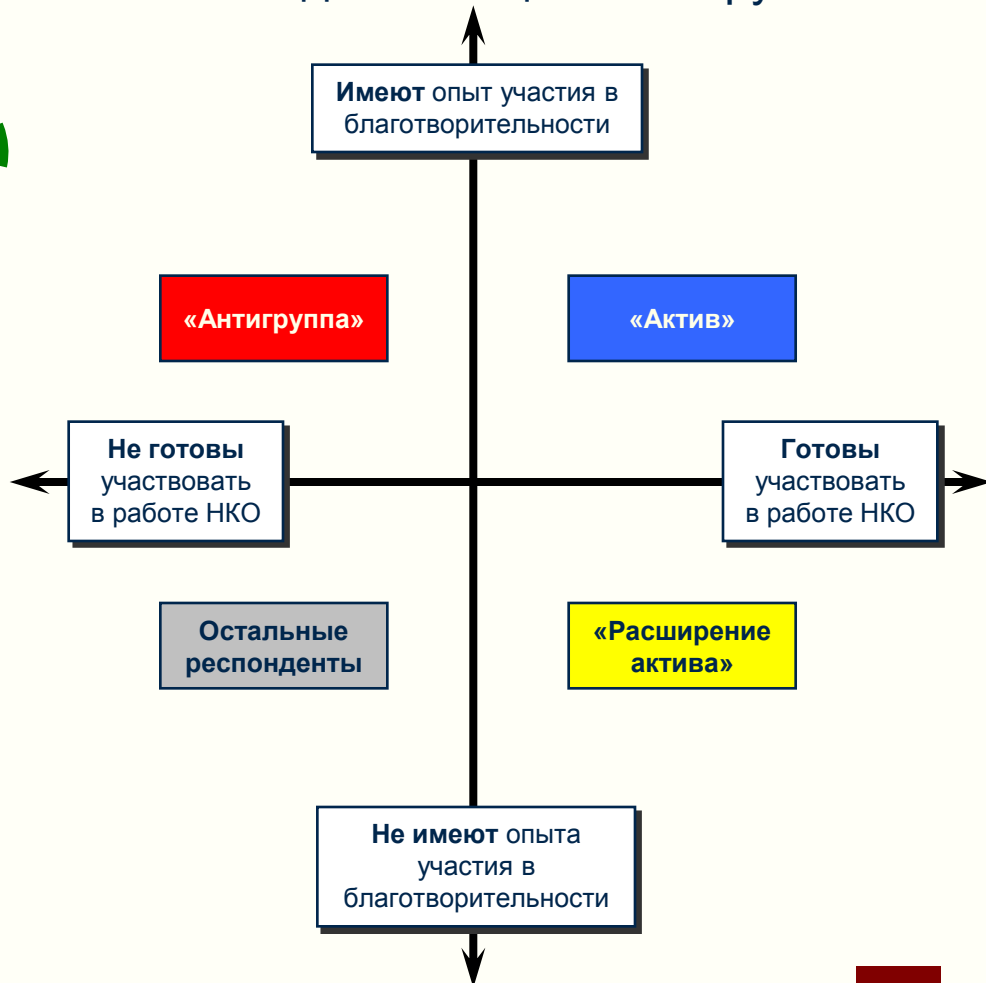 Имеют опыт участия в
благотворительности
«Антигруппа»
«Актив»
Не готовы
участвовать
в работе НКО
Готовы
участвовать
в работе НКО
Остальные
респонденты
«Расширение
актива»
Не имеют опыта
участия в
благотворительности